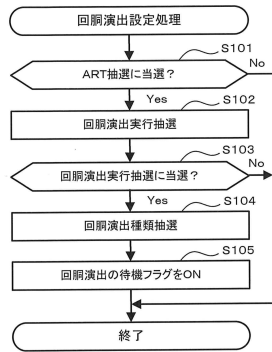 回胴演出設定処理
S101
ART抽選に当選？
No
Yes
S102
回胴演出実行抽選
S103
回胴演出実行抽選に当選？
No
Yes
S104
回胴演出種類抽選
S105
回胴演出の待機フラグをON
終了